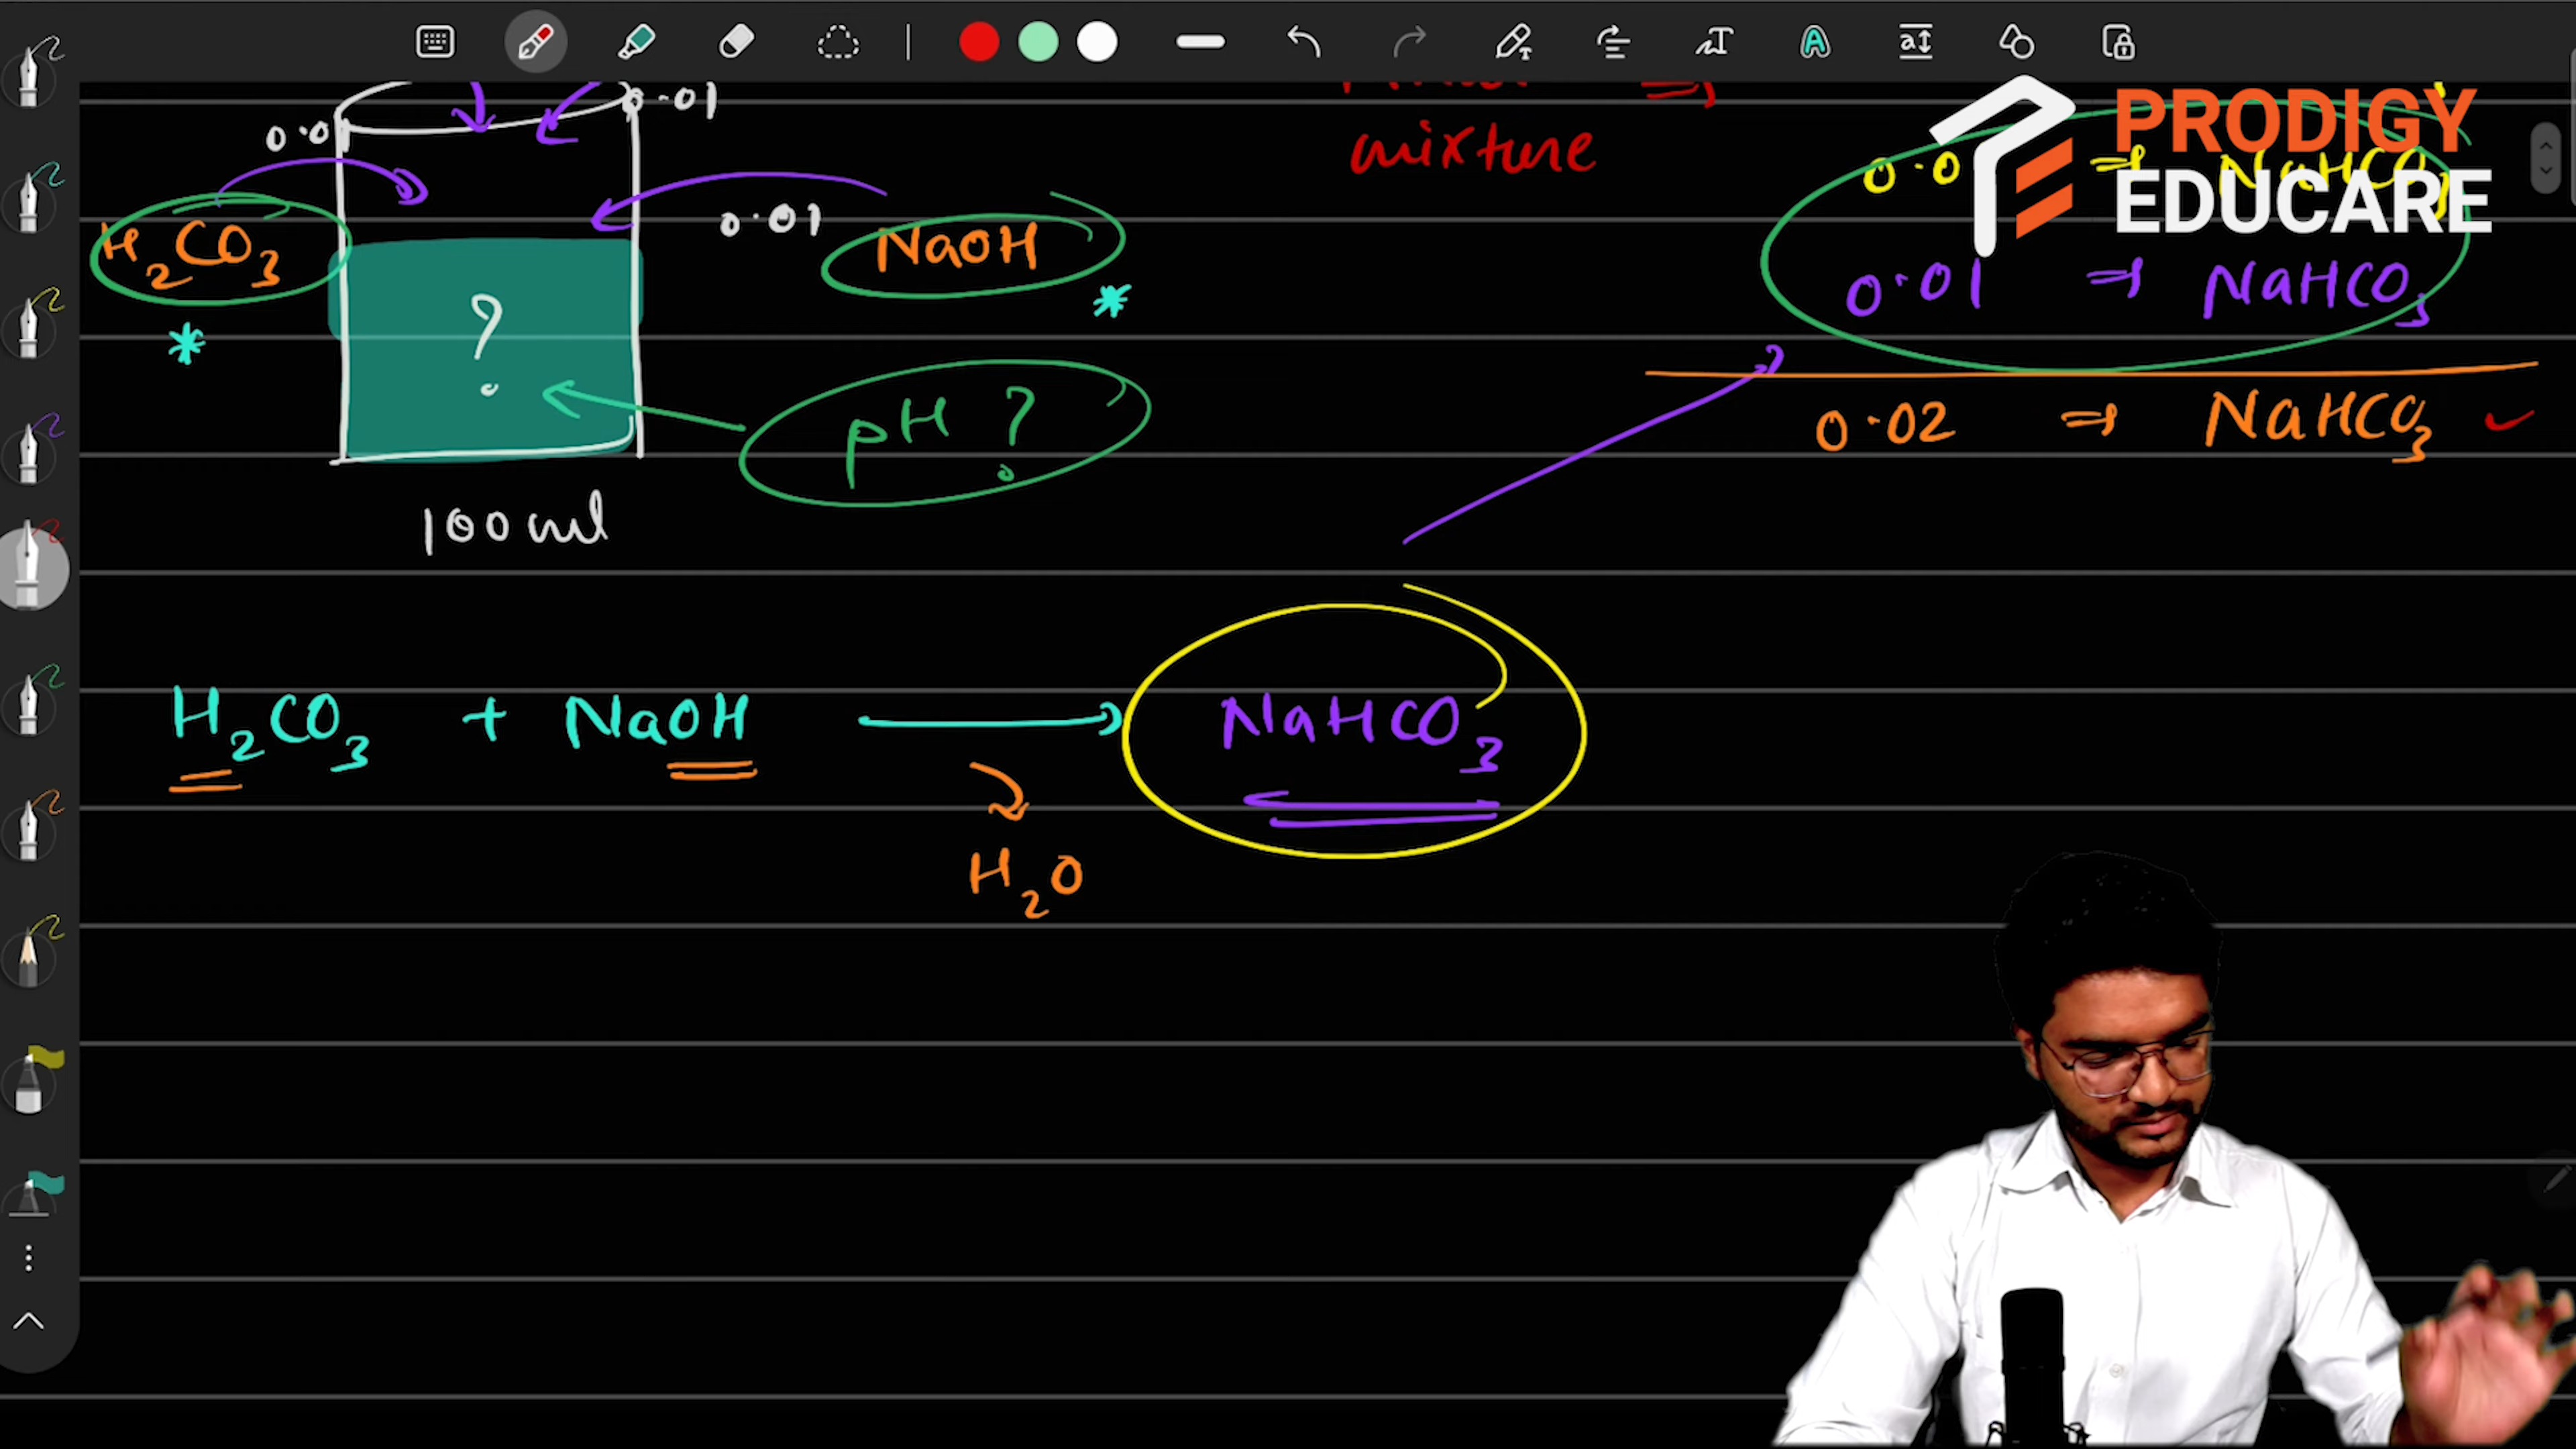 PRODIGY
EDUCARE
0.01
0.01
mixture
NaHCO3
H2CO3
0.01
NaOH
0.01 ⇒ NaHCO3
?
pH ?
0.02 ⇒ NaHCO3 ✓
100 ml
H2CO3 + NaOH → NaHCO3
H2O